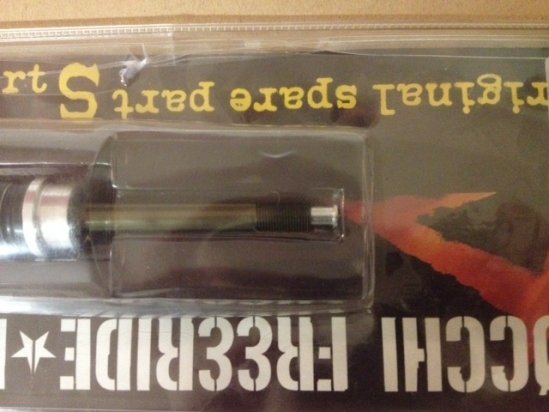 OCCHI FREERIDE★
riginal spare partS